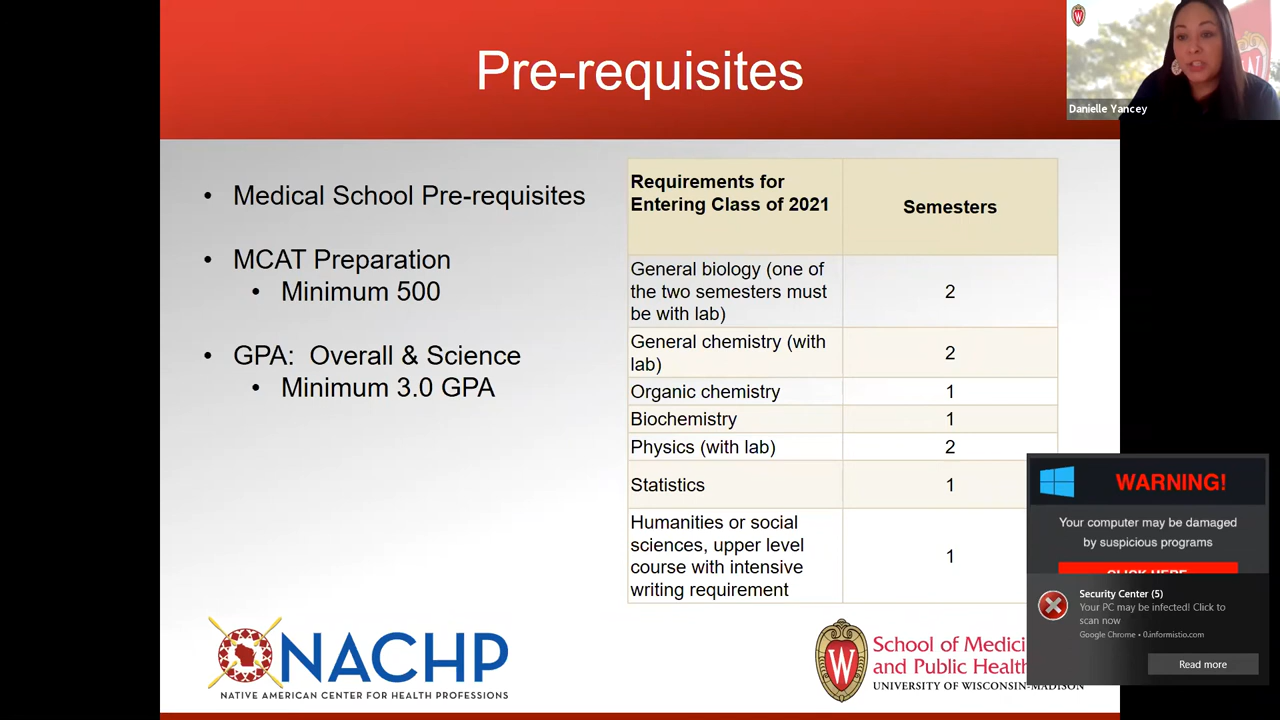 Pre-requisites
W
Danielle Yancey
• Medical School Pre-requisites
• MCAT Preparation
• Minimum 500
• GPA: Overall & Science
• Minimum 3.0 GPA
Requirements for
Entering Class of 2021
Semesters
General biology (one of
the two semesters must
be with lab)
2
General chemistry (with
lab)
2
Organic chemistry
1
Biochemistry
1
Physics (with lab)
2
Statistics
1
Humanities or social
sciences, upper level
course with intensive
writing requirement
1
NACHP
NATIVE AMERICAN CENTER FOR HEALTH PROFESSIONS
W
School of Medici
and Public Health
UNIVERSITY OF WISCONSIN-MADISON
WARNING!
Your computer may be damaged
by suspicious programs
CLICK HERE
Security Center (5)
Your PC may be infected! Click to
scan now
Google Chrome • 0.informistio.com
Read more